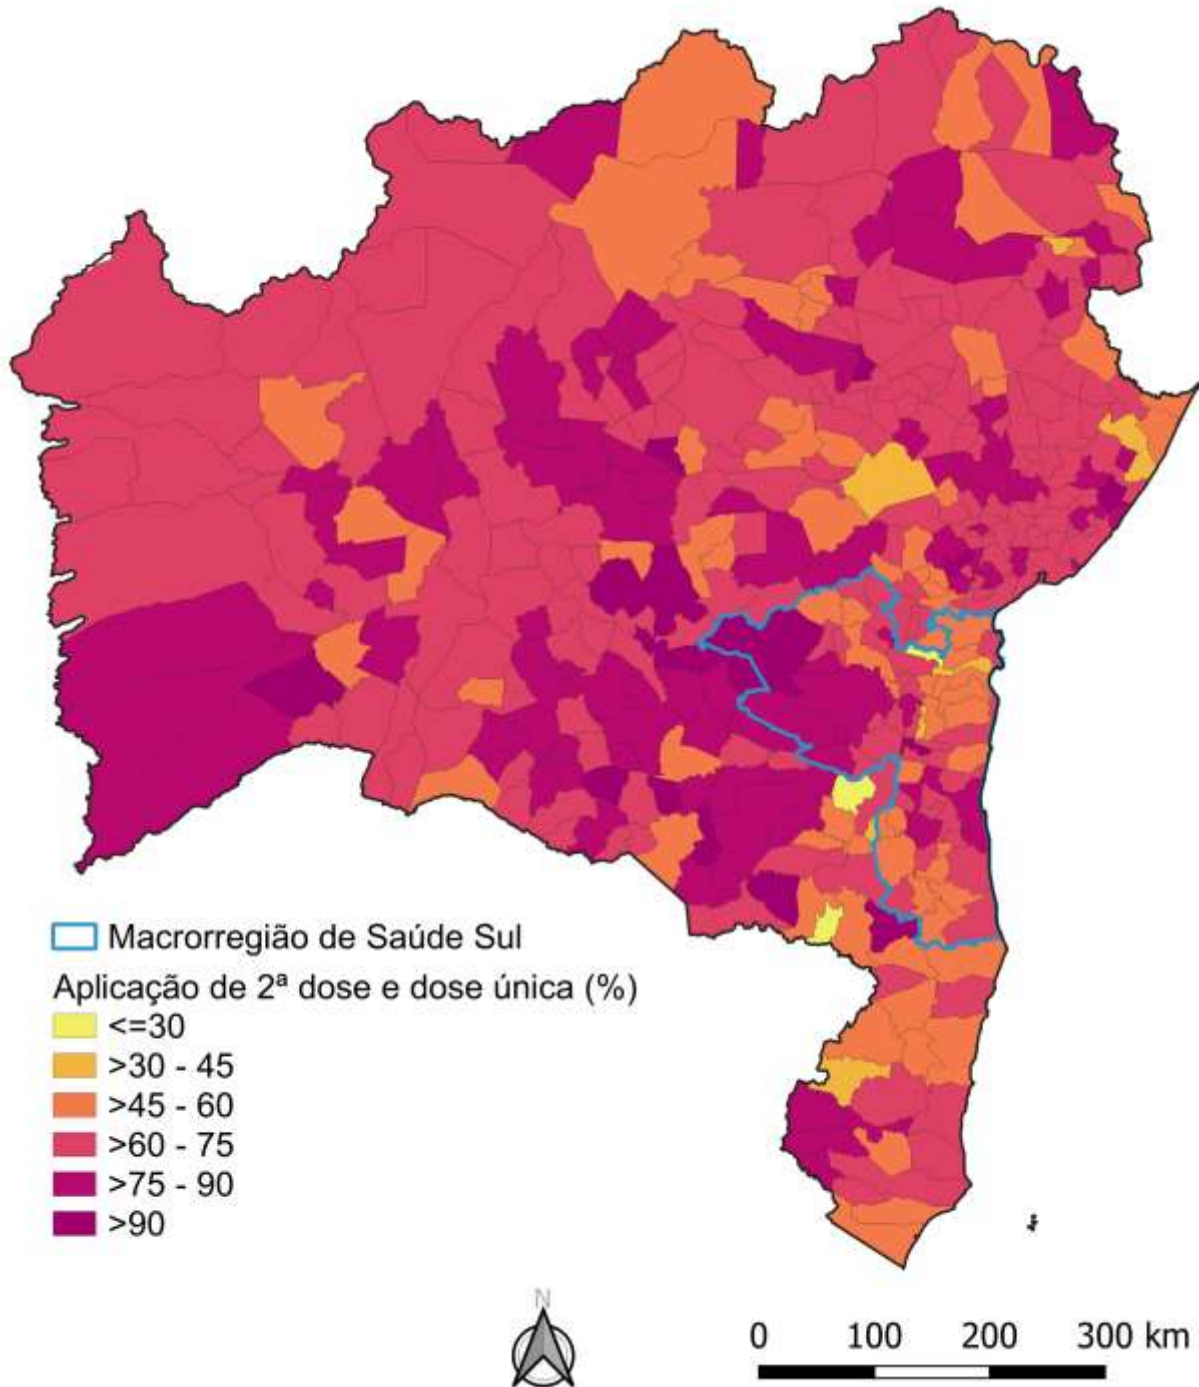 Macrorregião de Saúde Sul
Aplicação de 2ª dose e dose única (%)
<=30
>30 - 45
>45 - 60
>60 - 75
>75 - 90
>90
N
0 100 200 300 km